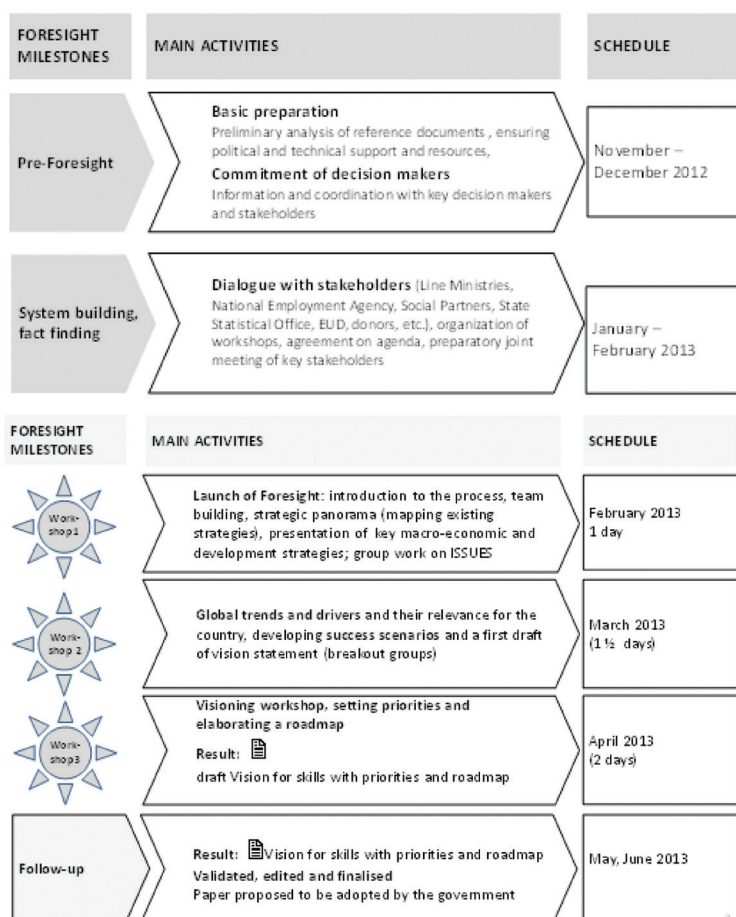 FORESIGHT
MILESTONES
MAIN ACTIVITIES
SCHEDULE
Pre-Foresight
Basic preparation
Preliminary analysis of reference documents , ensuring
political and technical support and resources,
Commitment of decision makers
Information and coordination with key decision makers
and stakeholders
November –
December 2012
System building,
fact finding
Dialogue with stakeholders (Line Ministries,
National Employment Agency, Social Partners, State
Statistical Office, EUD, donors, etc.), organization of
workshops, agreement on agenda, preparatory joint
meeting of key stakeholders
January –
February 2013
FORESIGHT
MILESTONES
MAIN ACTIVITIES
SCHEDULE
Work-
shop1
Launch of Foresight: introduction to the process, team
building, strategic panorama (mapping existing
strategies), presentation of key macro-economic and
development strategies; group work on ISSUES
February 2013
1 day
Work-
shop 2
Global trends and drivers and their relevance for the
country, developing success scenarios and a first draft
of vision statement (breakout groups)
March 2013
(1 ½ days)
Work-
shop3
Visioning workshop, setting priorities and
elaborating a roadmap
Result:
draft Vision for skills with priorities and roadmap
April 2013
(2 days)
Follow-up
Result: Vision for skills with priorities and roadmap
Validated, edited and finalised
Paper proposed to be adopted by the government
May, June 2013